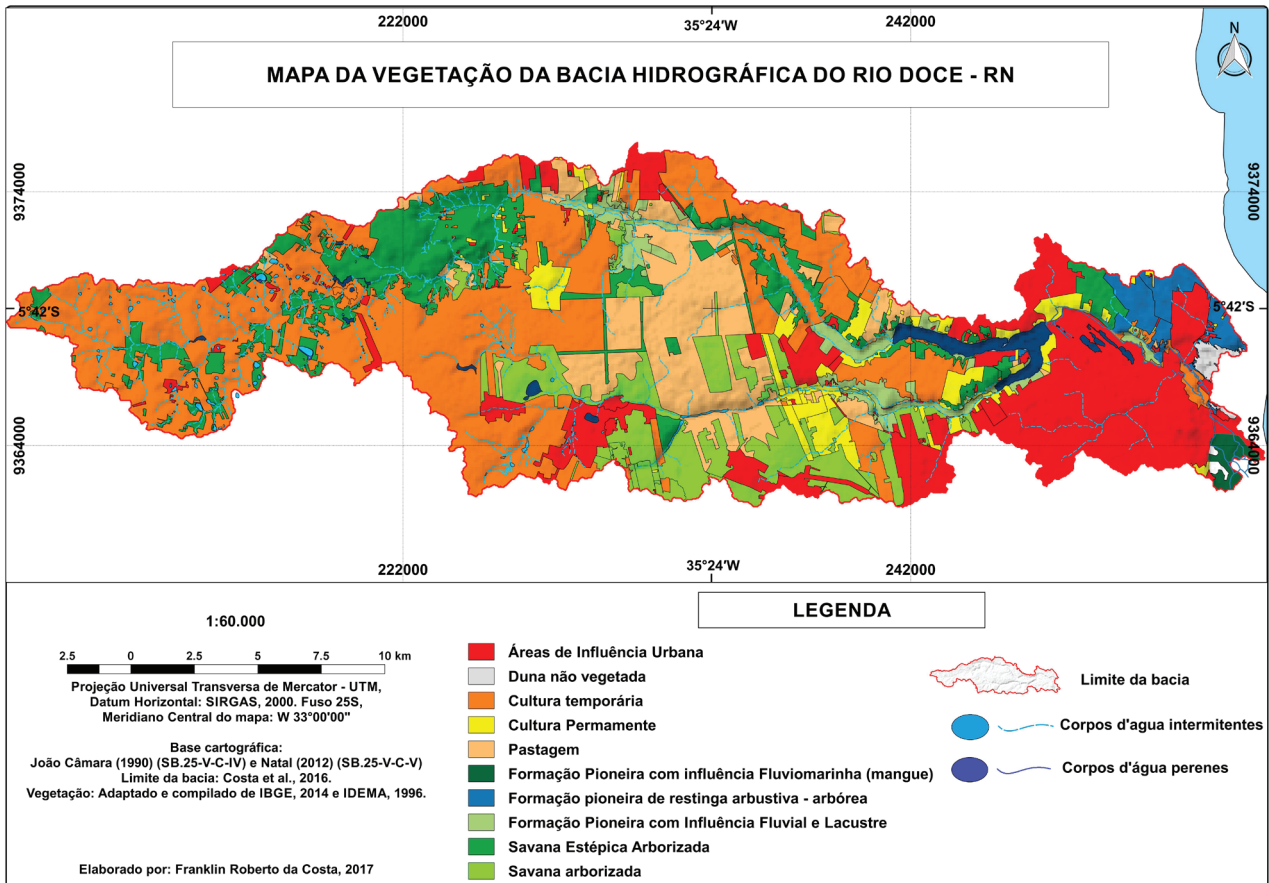 222000
35°24'W
242000
N
MAPA DA VEGETAÇÃO DA BACIA HIDROGRÁFICA DO RIO DOCE - RN
9374000
9374000
5°42'S
5°42'S
9364000
9364000
222000
35°24'W
242000
1:60.000
2.5 0 2.5 5 7.5 10 km
Projeção Universal Transversa de Mercator - UTM,
Datum Horizontal: SIRGAS, 2000. Fuso 25S,
Meridiano Central do mapa: W 33°00'00"
Base cartográfica:
João Câmara (1990) (SB.25-V-C-IV) e Natal (2012) (SB.25-V-C-V)
Limite da bacia: Costa et al., 2016.
Vegetação: Adaptado e compilado de IBGE, 2014 e IDEMA, 1996.
Elaborado por: Franklin Roberto da Costa, 2017
LEGENDA
Áreas de Influência Urbana
Duna não vegetada
Cultura temporária
Cultura Permamente
Pastagem
Formação Pioneira com influência Fluviomarinha (mangue)
Formação pioneira de restinga arbustiva - arbórea
Formação Pioneira com Influência Fluvial e Lacustre
Savana Estépica Arborizada
Savana arborizada
Limite da bacia
Corpos d'agua intermitentes
Corpos d'água perenes